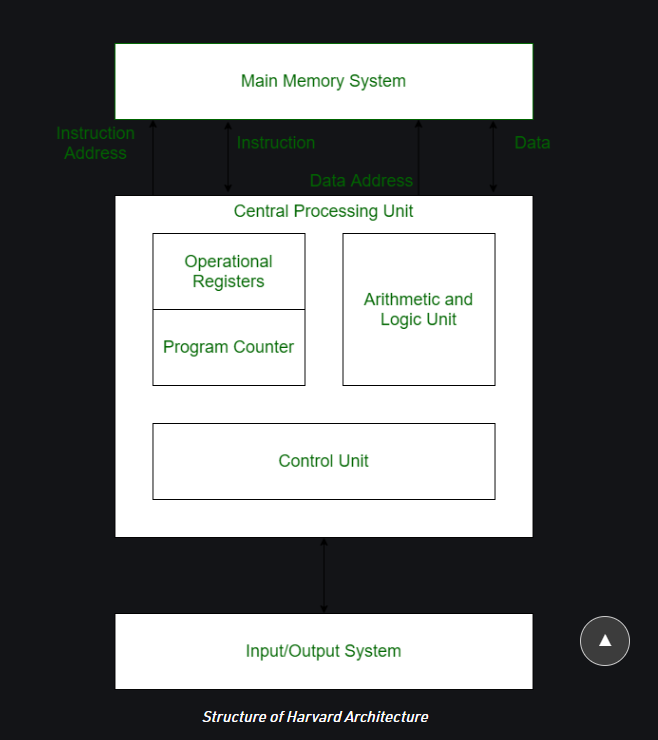 Main Memory System
Instruction
Address
Instruction
Data
Data Address
Central Processing Unit
Operational
Registers
Arithmetic and
Logic Unit
Program Counter
Control Unit
Input/Output System
Structure of Harvard Architecture